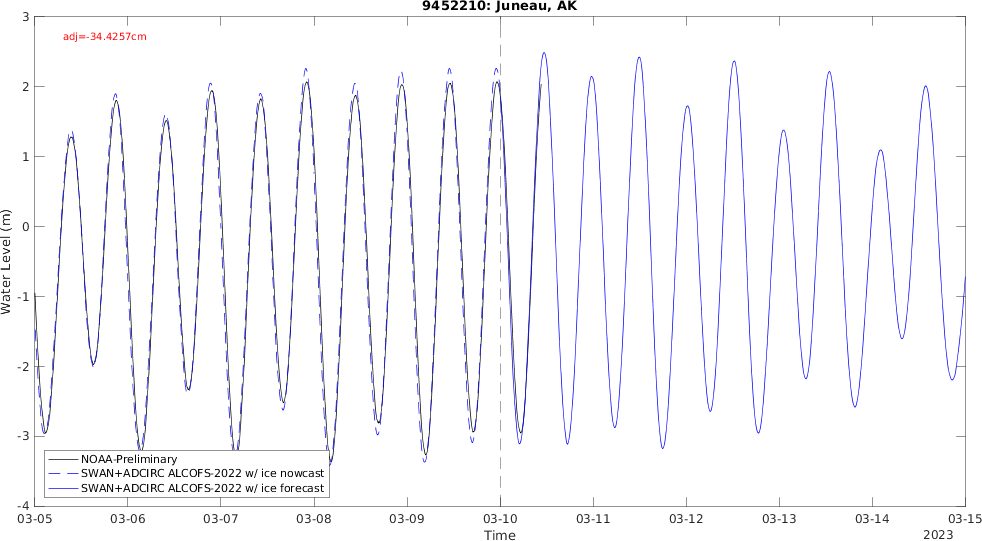 9452210: Juneau, AK
adj=-34.4257cm
3
2
1
0
-1
-2
-3
-4
Water Level (m)
NOAA-Preliminary
SWAN+ADCIRC ALCOFS-2022 w/ ice nowcast
SWAN+ADCIRC ALCOFS-2022 w/ ice forecast
03-05 03-06 03-07 03-08 03-09 03-10 03-11 03-12 03-13 03-14 03-15
Time
2023